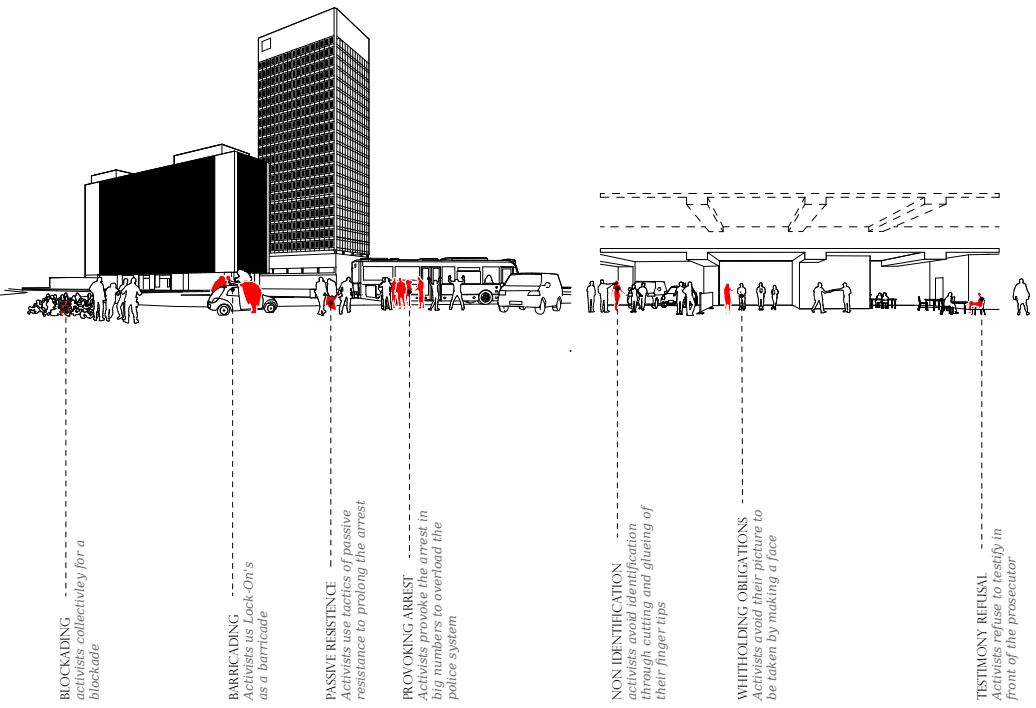 BLOCKADING
activists collectivley for a
blockade
BARRICADING
Activists us Lock-On's
as a barricade
PASSIVE RESISTENCE
Activists use tactics of passive
resistance to prolong the arrest
PROVOKING ARREST
Activists provoke the arrest in
big numbers to overload the
police system
NON IDENTIFICATION
activists avoid identification
through cutting and glueing of
their finger tips
WHITHOLDING OBLIGATIONS
Activists avoid their picture to
be taken by making a face
TESTIMONY REFUSAL
Activists refuse to testify in
front of the prosecutor